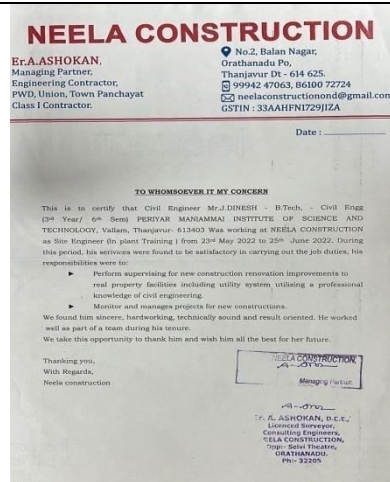 NEELA CONSTRUCTION
Er.A.ASHOKAN,
Managing Partner,
Engineering Contractor,
PWD, Union, Town Panchayat
Class I Contractor.
No.2, Balan Nagar,
Orathanadu Po,
Thanjavur Dt - 614 625.
99942 47063, 86100 72724
neelaconstructionond@gmail.com
GSTIN : 33AAHFN1729JIZA
Date :
TO WHOMSOEVER IT MY CONCERN
This is to certify that Civil Engineer Mr.J.DINESH - B.Tech, - Civil Engg
(3rd Year/ 6th Sem) PERIYAR MANIAMMAI INSTITUTE OF SCIENCE AND
TECHNOLOGY, Vallam, Thanjavur- 613403 Was working at NEELA CONSTRUCTION
as Site Engineer (In plant Training ) from 23rd May 2022 to 25th June 2022. During
this period, his services were found to be satisfactory in carrying out the job duties, his
responsibilities were to:
► Perform supervising for new construction renovation improvements to
real property facilities including utility system utilising a professional
knowledge of civil engineering.
► Monitor and manages projects for new constructions.
We found him sincere, hardworking, technically sound and result oriented. He worked
well as part of a team during his tenure.
We take this opportunity to thank him and wish him all the best for her future.
Thanking you,
With Regards,
Neela construction
NEELA CONSTRUCTION,
Managing Partner.
Er. A. ASHOKAN, D.C.E.,
Licenced Surveyor,
Consulting Engineers,
NEELA CONSTRUCTION,
Opp:- Selvi Theatre,
ORATHANADU.
Ph:- 32205